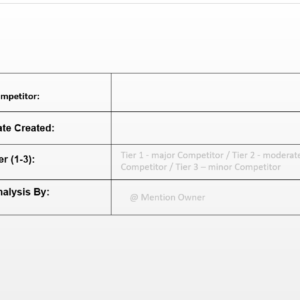 mpetitor:
ate Created:
er (1-3):
Tier 1 - major Competitor / Tier 2 - moderate
Competitor / Tier 3 – minor Competitor
nalysis By:
@ Mention Owner